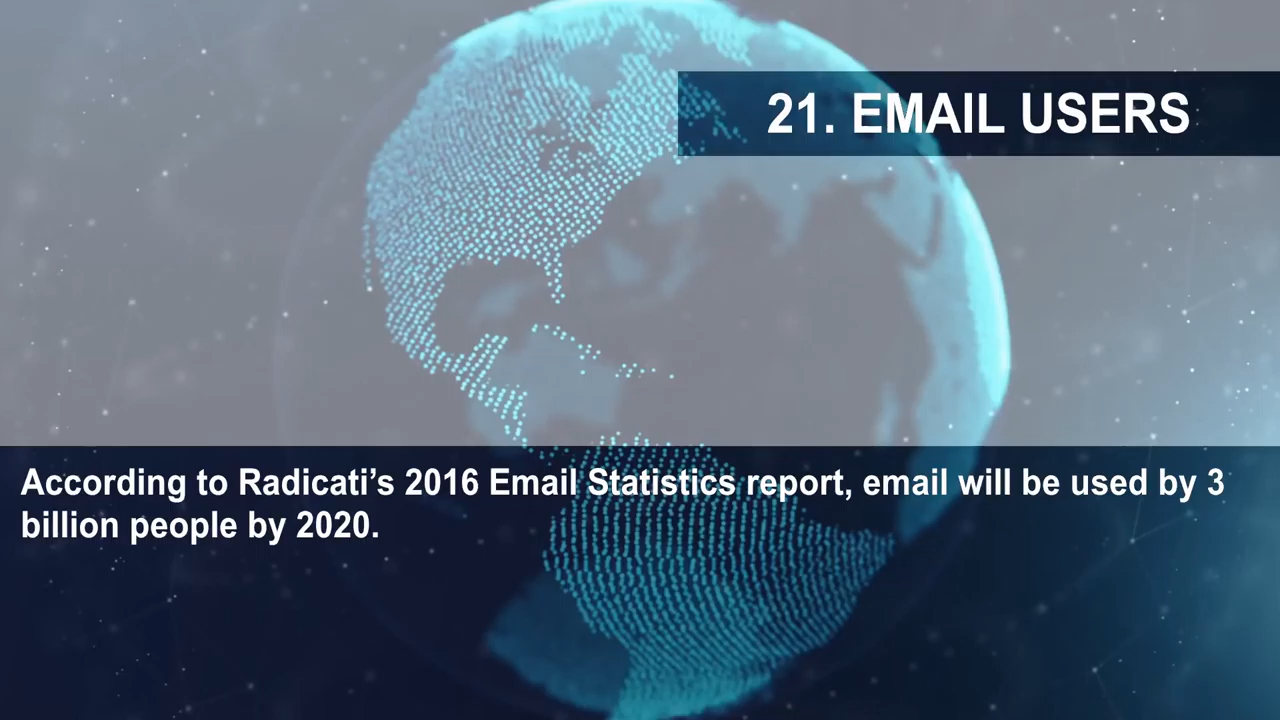 21. EMAIL USERS
According to Radicati’s 2016 Email Statistics report, email will be used by 3
billion people by 2020.